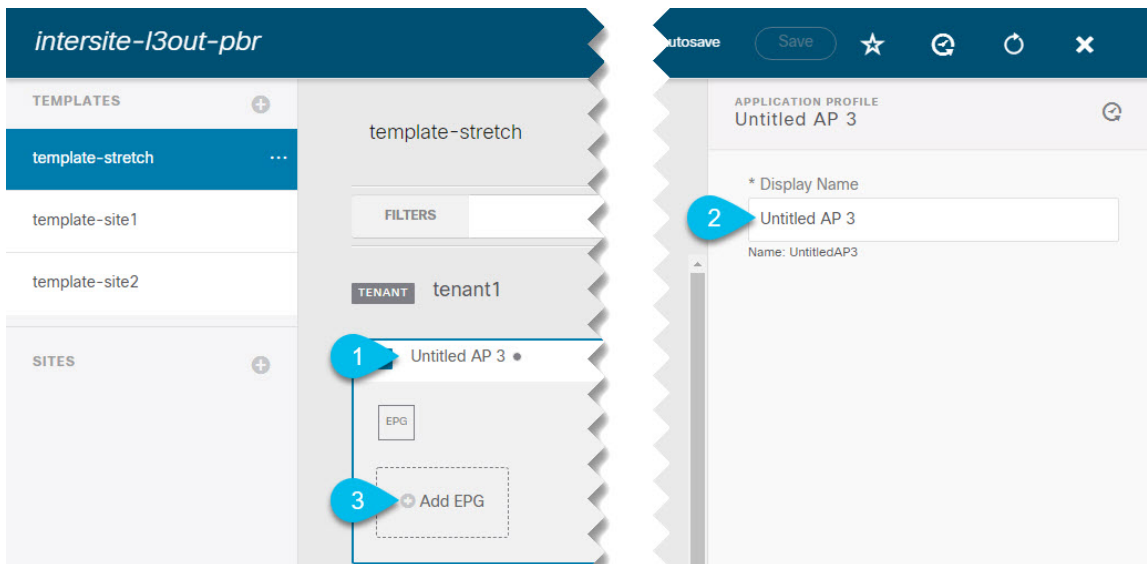 intersite-l3out-pbr
utosave
Save
TEMPLATES
template-stretch
template-site1
template-site2
SITES
template-stretch
FILTERS
TENANT tenant1
1 Untitled AP 3
EPG
3 Add EPG
APPLICATION PROFILE
Untitled AP 3
* Display Name
2 Untitled AP 3
Name: UntitledAP3